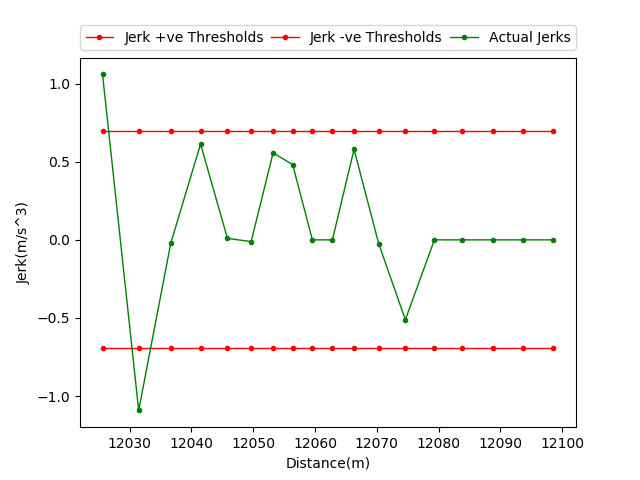 Jerk +ve Thresholds Jerk -ve Thresholds Actual Jerks
1.0
0.5
0.0
−0.5
−1.0
Jerk(m/s^3)
12030 12040 12050 12060 12070 12080 12090 12100
Distance(m)